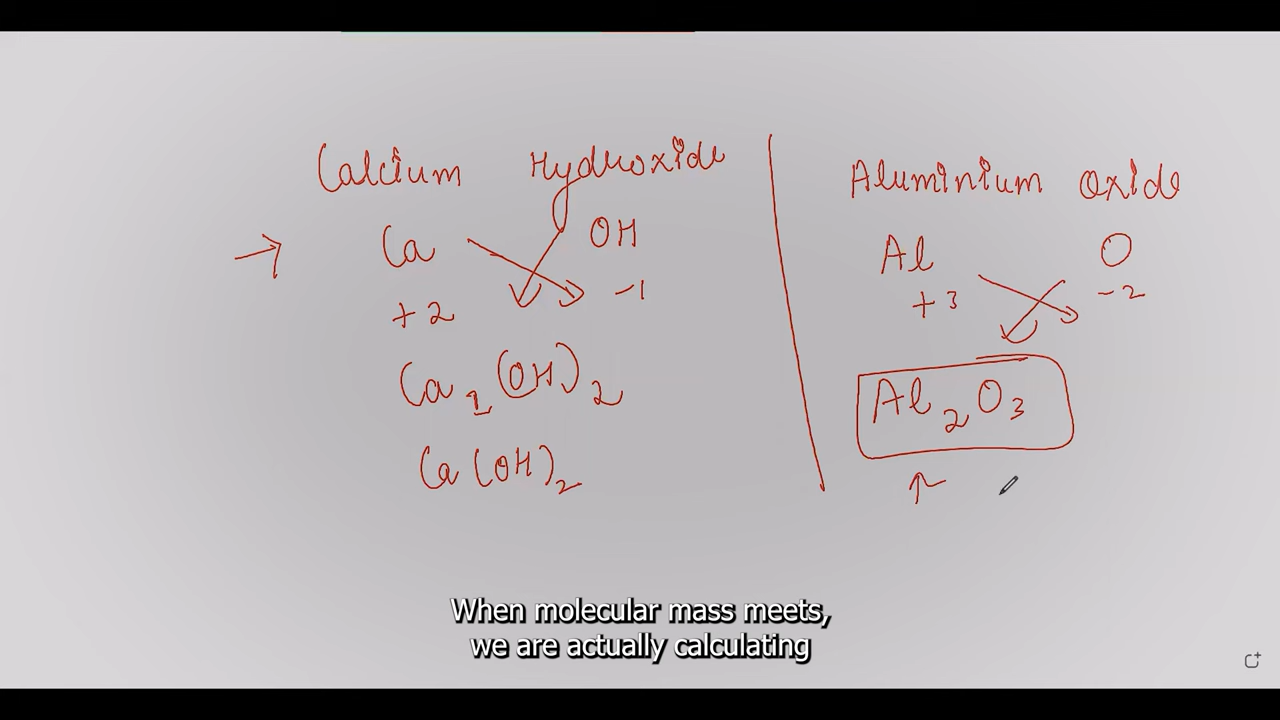 Calcium Hydroxide
→ Ca OH
+2 -1
Ca₁(OH)₂
Ca(OH)₂
Aluminium Oxide
Al O
+3 -2
Al₂O₃
When molecular mass meets,
we are actually calculating